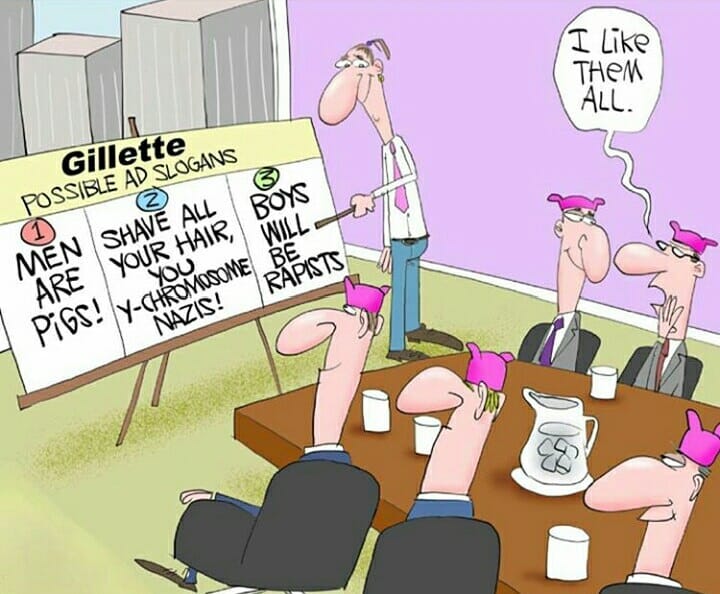 Gillette
POSSIBLE AD SLOGANS
1
MEN
ARE
PiGS!
2
SHAVE ALL
YOUR HAIR,
YOU
Y-CHROMOSOME
NAZIS!
3
BOYS
WILL
BE
RAPISTS
I LiKe
THEM
ALL.